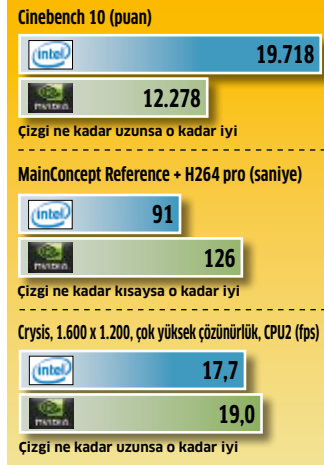 Cinebench 10 (puan)
intel 19.718
NVIDIA 12.278
Çizgi ne kadar uzunsa o kadar iyi
MainConcept Reference + H264 pro (saniye)
intel 91
NVIDIA 126
Çizgi ne kadar kısaysa o kadar iyi
Crysis, 1.600 x 1.200, çok yüksek çözünürlük, CPU2 (fps)
intel 17,7
NVIDIA 19,0
Çizgi ne kadar uzunsa o kadar iyi